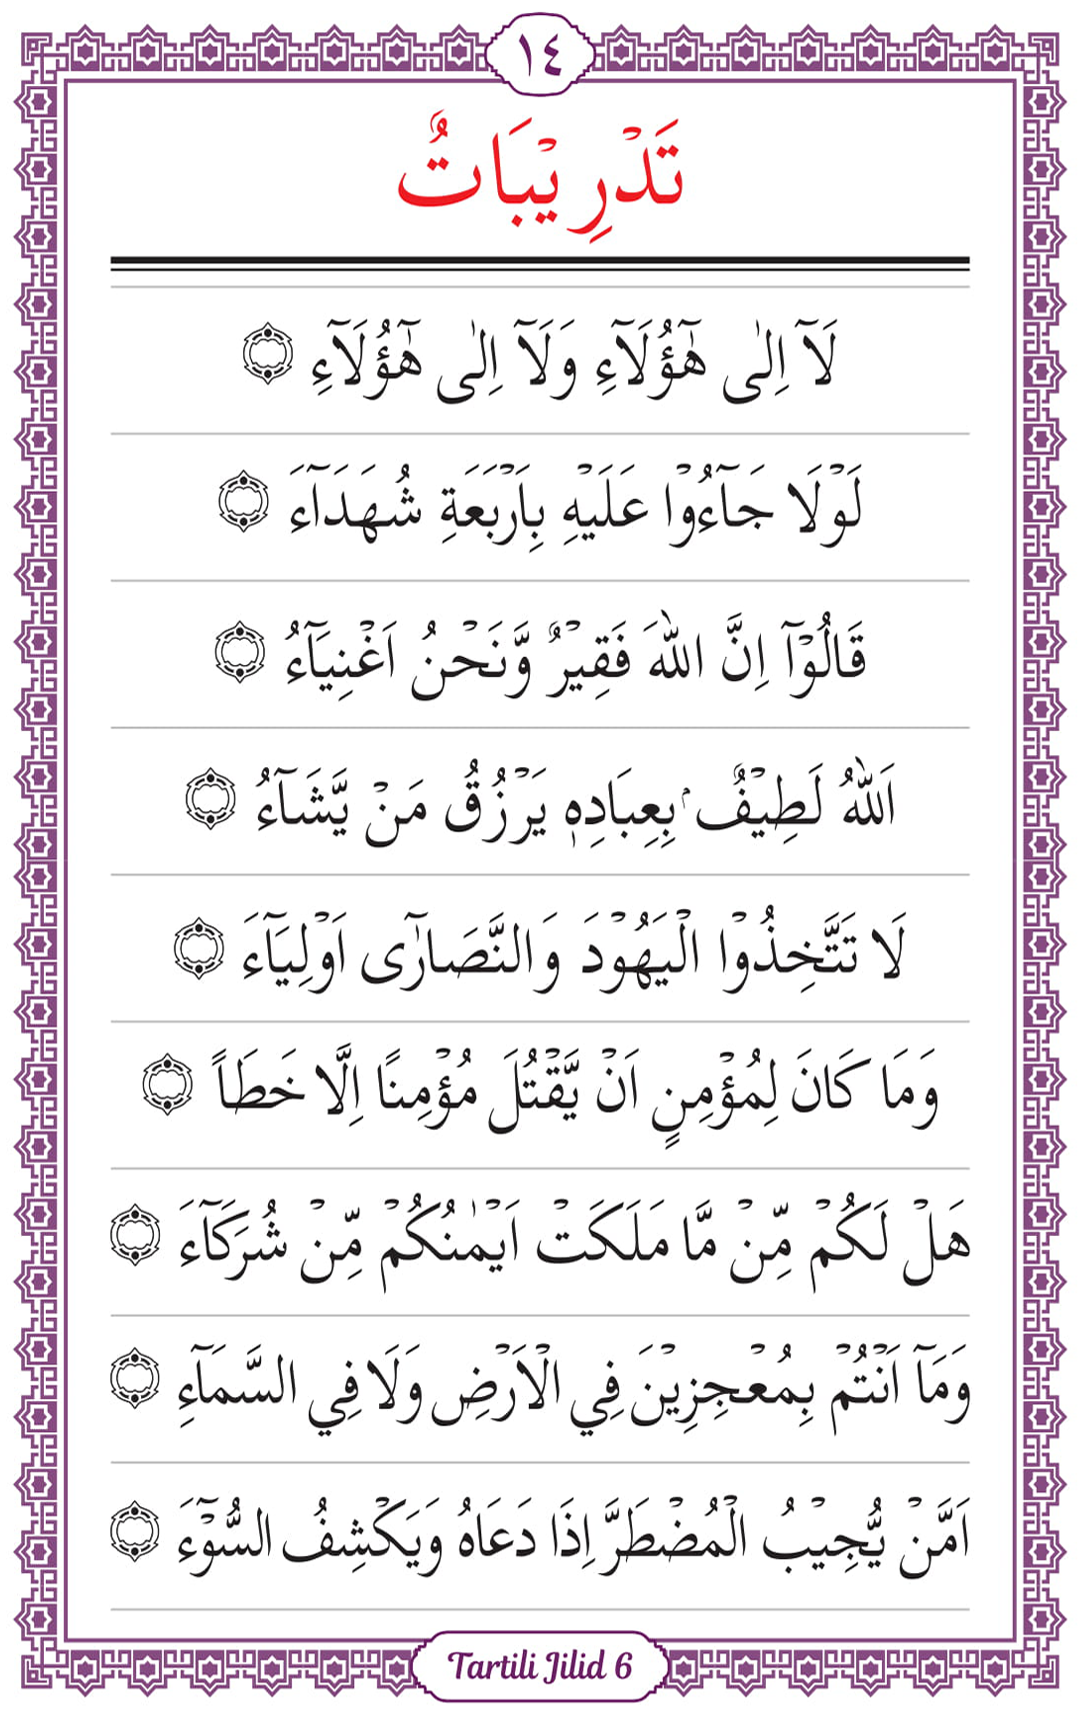 ١٤
تَدْرِيْبَاتٌ
لَآ اِلٰى هٰٓؤُلَآءِ وَلَآ اِلٰى هٰٓؤُلَآءِ ۝
لَوْلَا جَآءُوْا عَلَيْهِ بِاَرْبَعَةِ شُهَدَآءَ ۝
قَالُوْٓا اِنَّ اللّٰهَ فَقِيْرٌ وَّنَحْنُ اَغْنِيَآءُ ۝
اَللّٰهُ لَطِيْفٌ ۢ بِعِبَادِهٖ يَرْزُقُ مَنْ يَّشَآءُ ۝
لَا تَتَّخِذُوا الْيَهُوْدَ وَالنَّصَارٰٓى اَوْلِيَآءَ ۝
وَمَا كَانَ لِمُؤْمِنٍ اَنْ يَّقْتُلَ مُؤْمِنًا اِلَّا خَطَاً ۝
هَلْ لَكُمْ مِّنْ مَّا مَلَكَتْ اَيْمٰنُكُمْ مِّنْ شُرَكَآءَ ۝
وَمَآ اَنْتُمْ بِمُعْجِزِيْنَ فِي الْاَرْضِ وَلَا فِي السَّمَآءِ ۝
اَمَّنْ يُّجِيْبُ الْمُضْطَرَّ اِذَا دَعَاهُ وَيَكْشِفُ السُّوْٓءَ ۝
Tartili Jilid 6